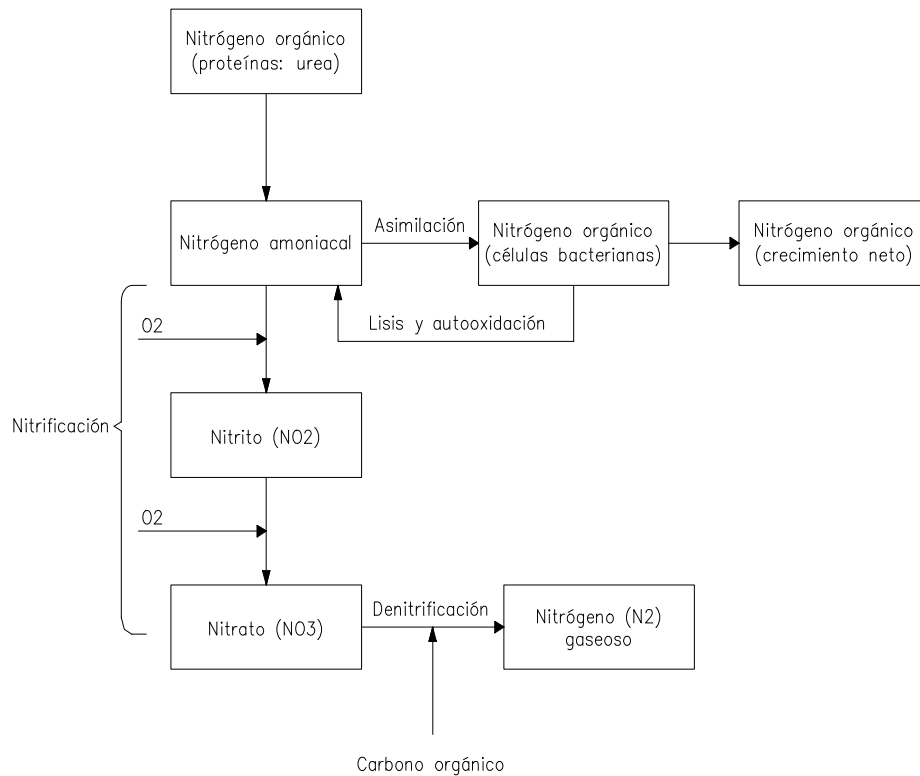 Nitrógeno orgánico
(proteínas: urea)
Nitrógeno amoniacal
Asimilación
Nitrógeno orgánico
(células bacterianas)
Nitrógeno orgánico
(crecimiento neto)
Lisis y autooxidación
O2
Nitrificación
Nitrito (NO2)
O2
Nitrato (NO3)
Denitrificación
Nitrógeno (N2)
gaseoso
Carbono orgánico